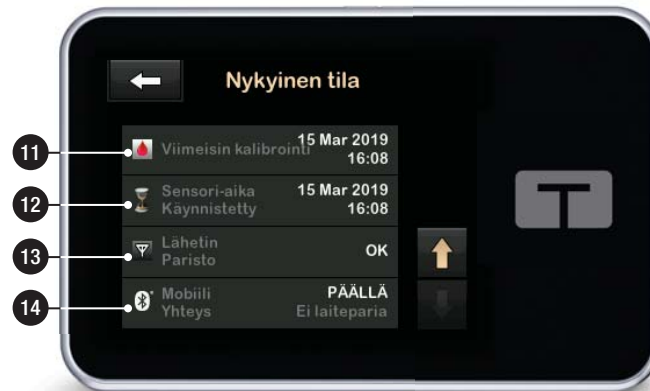 Nykyinen tila
11
Viimeisin kalibrointi
15 Mar 2019
16:08
12
Sensori-aika
Käynnistetty
15 Mar 2019
16:08
13
Lähetin
Paristo
OK
14
Mobiili
Yhteys
PÄÄLLÄ
Ei laiteparia